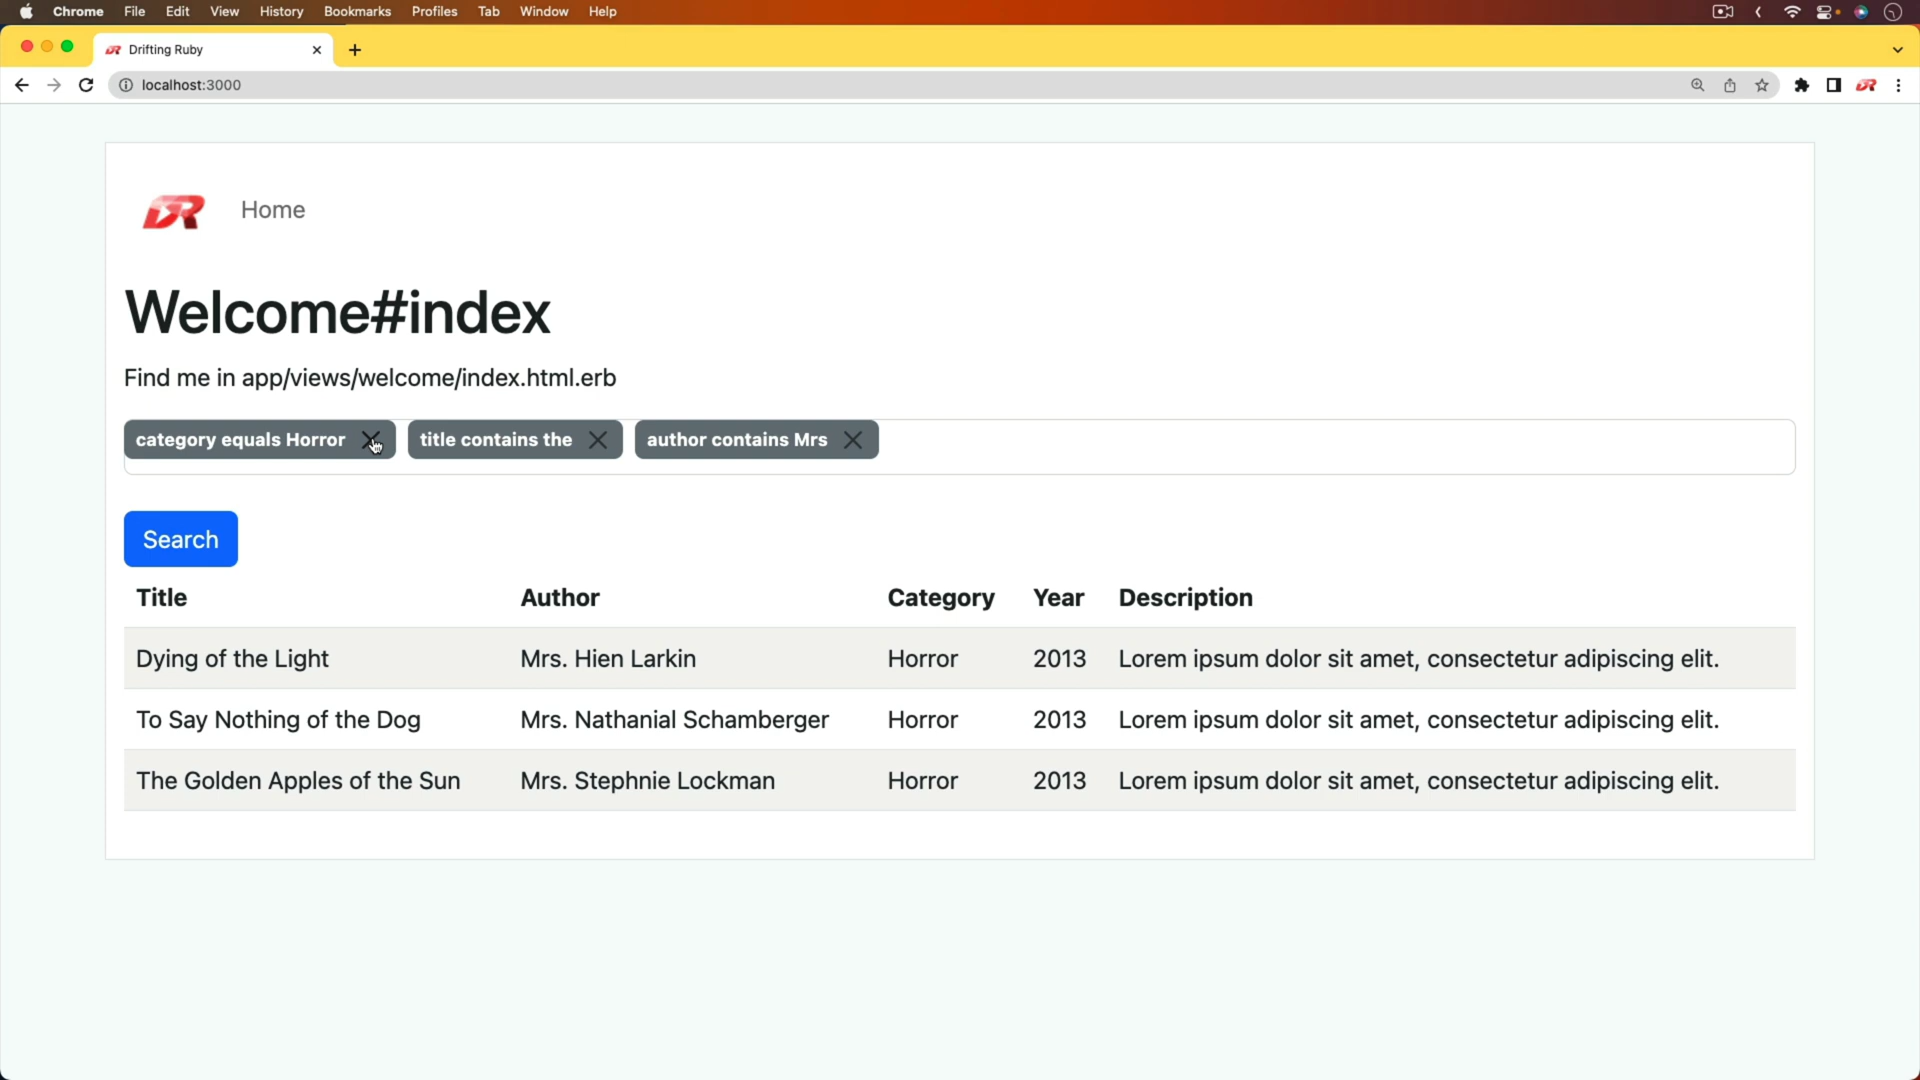 Chrome File Edit View History Bookmarks Profiles Tab Window Help
Drifting Ruby
localhost:3000
DR Home
Welcome#index
Find me in app/views/welcome/index.html.erb
category equals Horror title contains the author contains Mrs
Search
Title Author Category Year Description
Dying of the Light Mrs. Hien Larkin Horror 2013 Lorem ipsum dolor sit amet, consectetur adipiscing elit.
To Say Nothing of the Dog Mrs. Nathanial Schamberger Horror 2013 Lorem ipsum dolor sit amet, consectetur adipiscing elit.
The Golden Apples of the Sun Mrs. Stephnie Lockman Horror 2013 Lorem ipsum dolor sit amet, consectetur adipiscing elit.